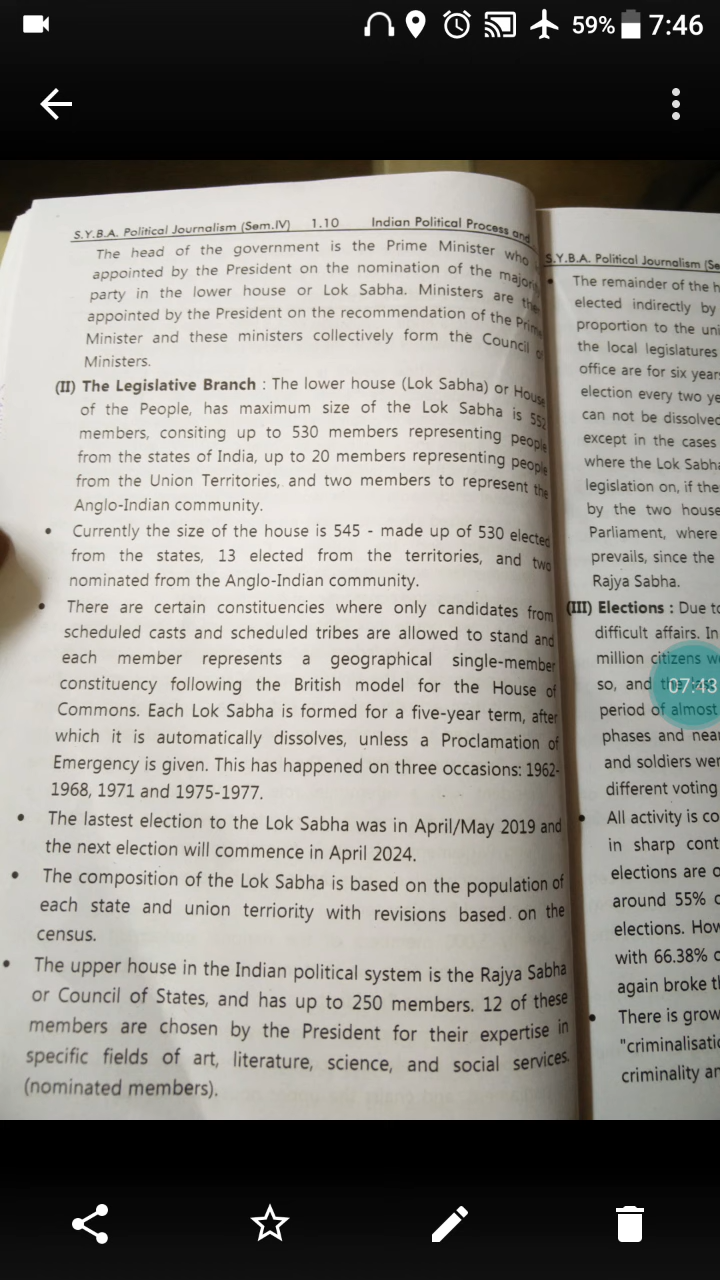 59% 7:46
S.Y.B.A. Political Journalism (Sem.IV) 1.10 Indian Political Process and
The head of the government is the Prime Minister who
appointed by the President on the nomination of the
party in the lower house or Lok Sabha. Ministers are
appointed by the President on the recommendation of the
Minister and these ministers collectively form the Council
Ministers.
(II) The Legislative Branch : The lower house (Lok Sabha) or House
of the People, has maximum size of the Lok Sabha is 552
members, consiting up to 530 members representing people
from the states of India, up to 20 members representing people
from the Union Territories, and two members to represent the
Anglo-Indian community.
• Currently the size of the house is 545 - made up of 530 elected
from the states, 13 elected from the territories, and two
nominated from the Anglo-Indian community.
• There are certain constituencies where only candidates from
scheduled casts and scheduled tribes are allowed to stand and
each member represents a geographical single-member
constituency following the British model for the House of
Commons. Each Lok Sabha is formed for a five-year term, after
which it is automatically dissolves, unless a Proclamation of
Emergency is given. This has happened on three occasions: 1962-
1968, 1971 and 1975-1977.
• The lastest election to the Lok Sabha was in April/May 2019 and
the next election will commence in April 2024.
• The composition of the Lok Sabha is based on the population of
each state and union terriority with revisions based on the
census.
• The upper house in the Indian political system is the Rajya Sabha
or Council of States, and has up to 250 members. 12 of these
members are chosen by the President for their expertise in
specific fields of art, literature, science, and social services.
(nominated members).
S.Y.B.A. Political Journalism
• The remainder of the
elected indirectly by
proportion to the
the local legislatures
office are for six
election every two
can not be dissolved
except in the cases
where the Lok
legislation on, if the
by the two house
Parliament, where
prevails, since the
Rajya Sabha.
(III) Elections : Due
difficult affairs. In
million citizens
so, and
07:43
period of almost
phases and
and soldiers
different voting
• All activity is
in sharp
elections are
around 55%
elections.
with 66.38%
again broke
• There is
criminality